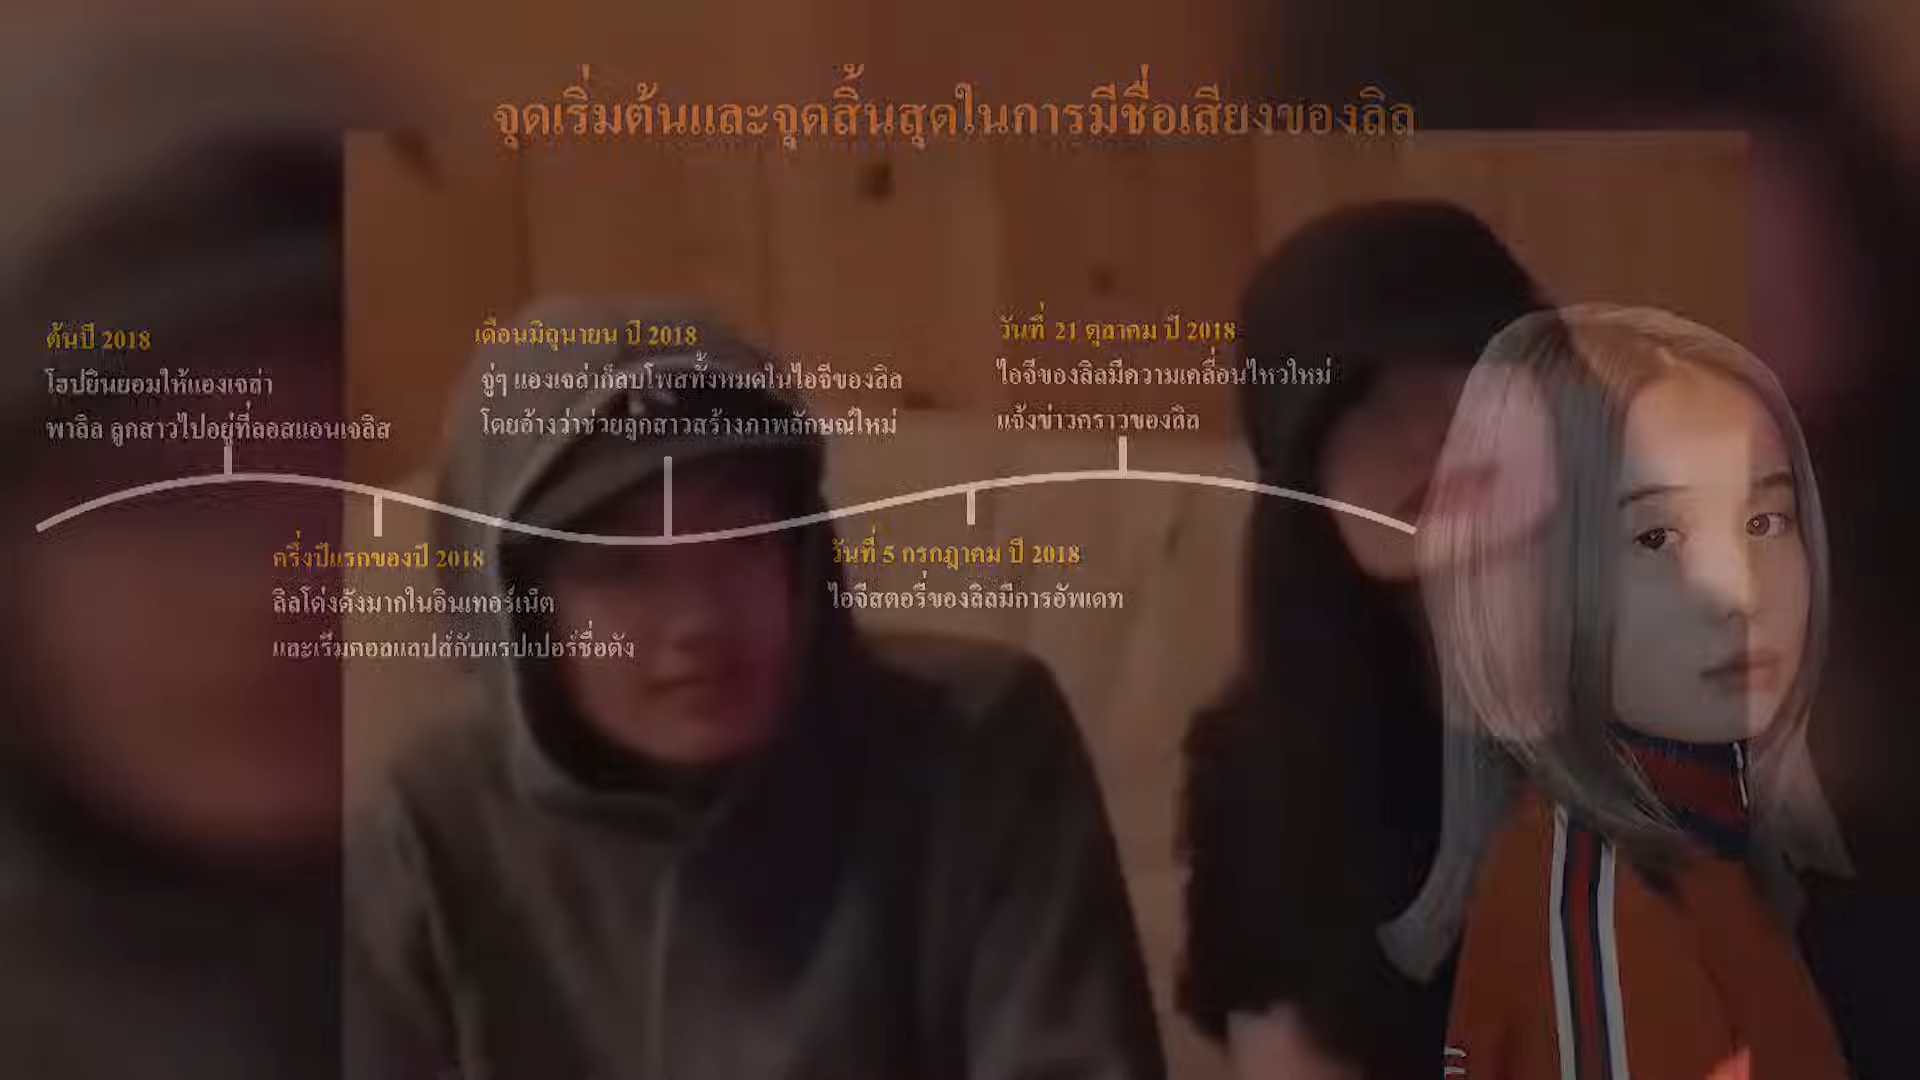 จุดเริ่มต้นและจุดสิ้นสุดในการมีชื่อเสียงของลิล
ต้นปี 2018
โฮปยินยอมให้แองเจล่า
พาลิล ลูกสาวไปอยู่ที่ลอสแอนเจลิส
ครึ่งปีแรกของปี 2018
ลิลโด่งดังมากในอินเทอร์เน็ต
และเริ่มคอลแลปส์กับแรปเปอร์ชื่อดัง
เดือนมิถุนายน ปี 2018
จู่ๆ แองเจล่าก็ลบโพสทั้งหมดในไอจีของลิล
โดยอ้างว่าช่วยลูกสาวสร้างภาพลักษณ์ใหม่
วันที่ 5 กรกฎาคม ปี 2018
ไอจีสตอรี่ของลิลมีการอัพเดท
วันที่ 21 ตุลาคม ปี 2018
ไอจีของลิลมีความเคลื่อนไหวใหม่
แจ้งข่าวคราวของลิล